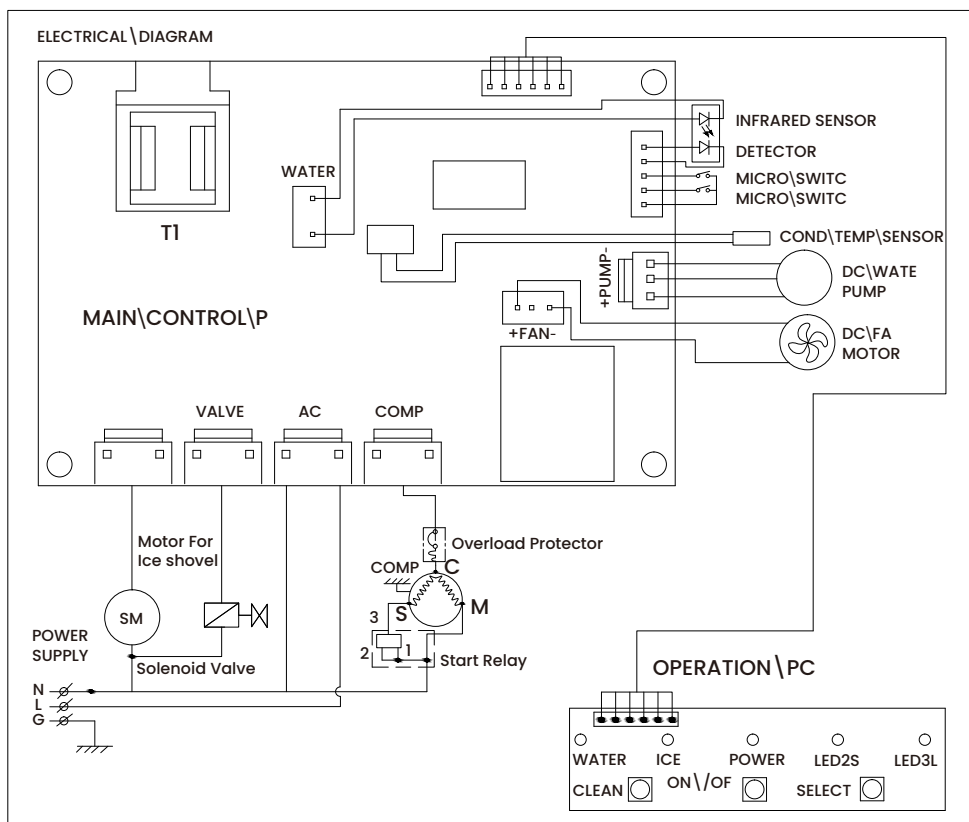 ELECTRICAL\DIAGRAM
T1
WATER
INFRARED SENSOR
DETECTOR
MICRO\SWITC
MICRO\SWITC
COND\TEMP\SENSOR
+PUMP-
DC\WATE
PUMP
MAIN\CONTROL\P
+FAN-
DC\FA
MOTOR
VALVE
AC
COMP
Motor For
Ice shovel
Overload Protector
COMP
C
S
M
SM
3
2
1
Start Relay
POWER
SUPPLY
Solenoid Valve
N
L
G
OPERATION\PC
WATER
ICE
POWER
LED2S
LED3L
CLEAN
ON\/OF
SELECT